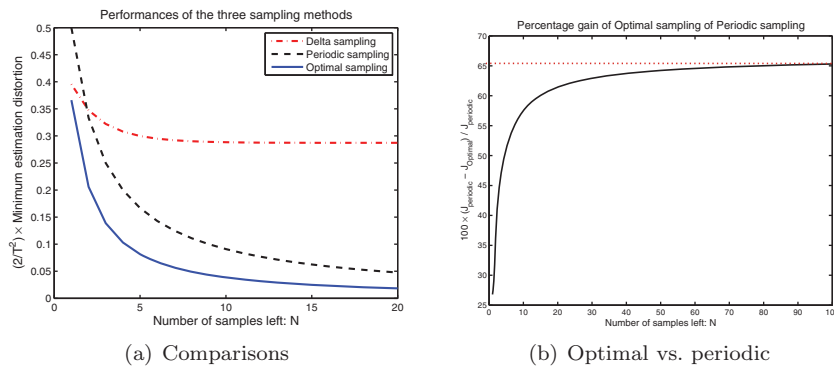 Performances of the three sampling methods
0.5
0.45
0.4
0.35
0.3
0.25
0.2
0.15
0.1
0.05
0
(2/T²) × Minimum estimation distortion
Delta sampling
Periodic sampling
Optimal sampling
0 5 10 15 20
Number of samples left: N
(a) Comparisons
Percentage gain of Optimal sampling of Periodic sampling
70
65
60
55
50
45
40
35
30
25
100 × (J_periodic − J_Optimal) / J_periodic
0 10 20 30 40 50 60 70 80 90 100
Number of samples left: N
(b) Optimal vs. periodic